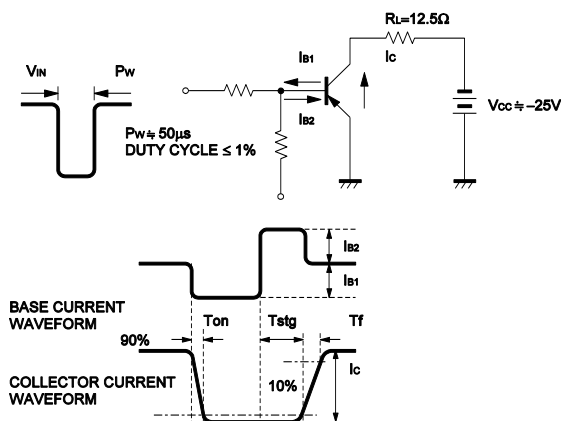 RL=12.5Ω
IB1
IC
VIN
PW
IB2
VCC≒–25V
PW≒50μs
DUTY CYCLE ≤ 1%
IB2
IB1
BASE CURRENT
WAVEFORM
Ton
Tstg
Tf
90%
IC
10%
COLLECTOR CURRENT
WAVEFORM